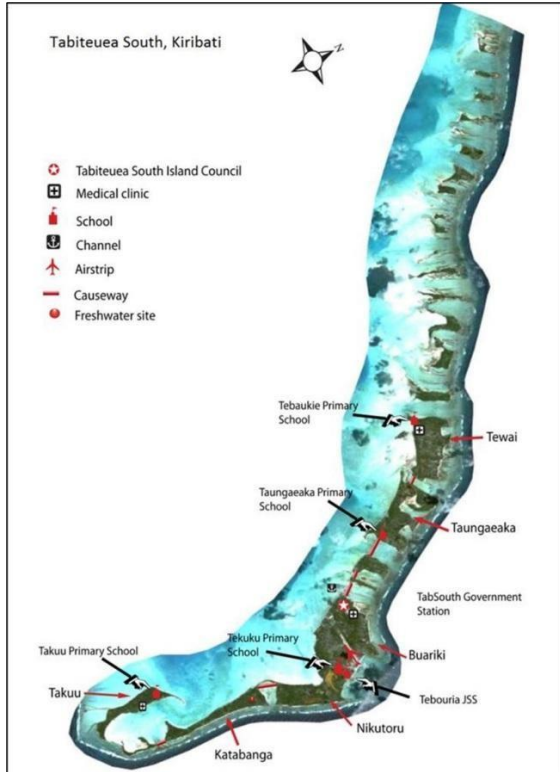 Tabiteuea South, Kiribati
N
Tabiteuea South Island Council
Medical clinic
School
Channel
Airstrip
Causeway
Freshwater site
Tebaukie Primary
School
Tewai
Taungaeaka Primary
School
Taungaeaka
TabSouth Government
Station
Buariki
Tekuku Primary
School
Takuu Primary School
Takuu
Tebouria JSS
Nikutoru
Katabanga